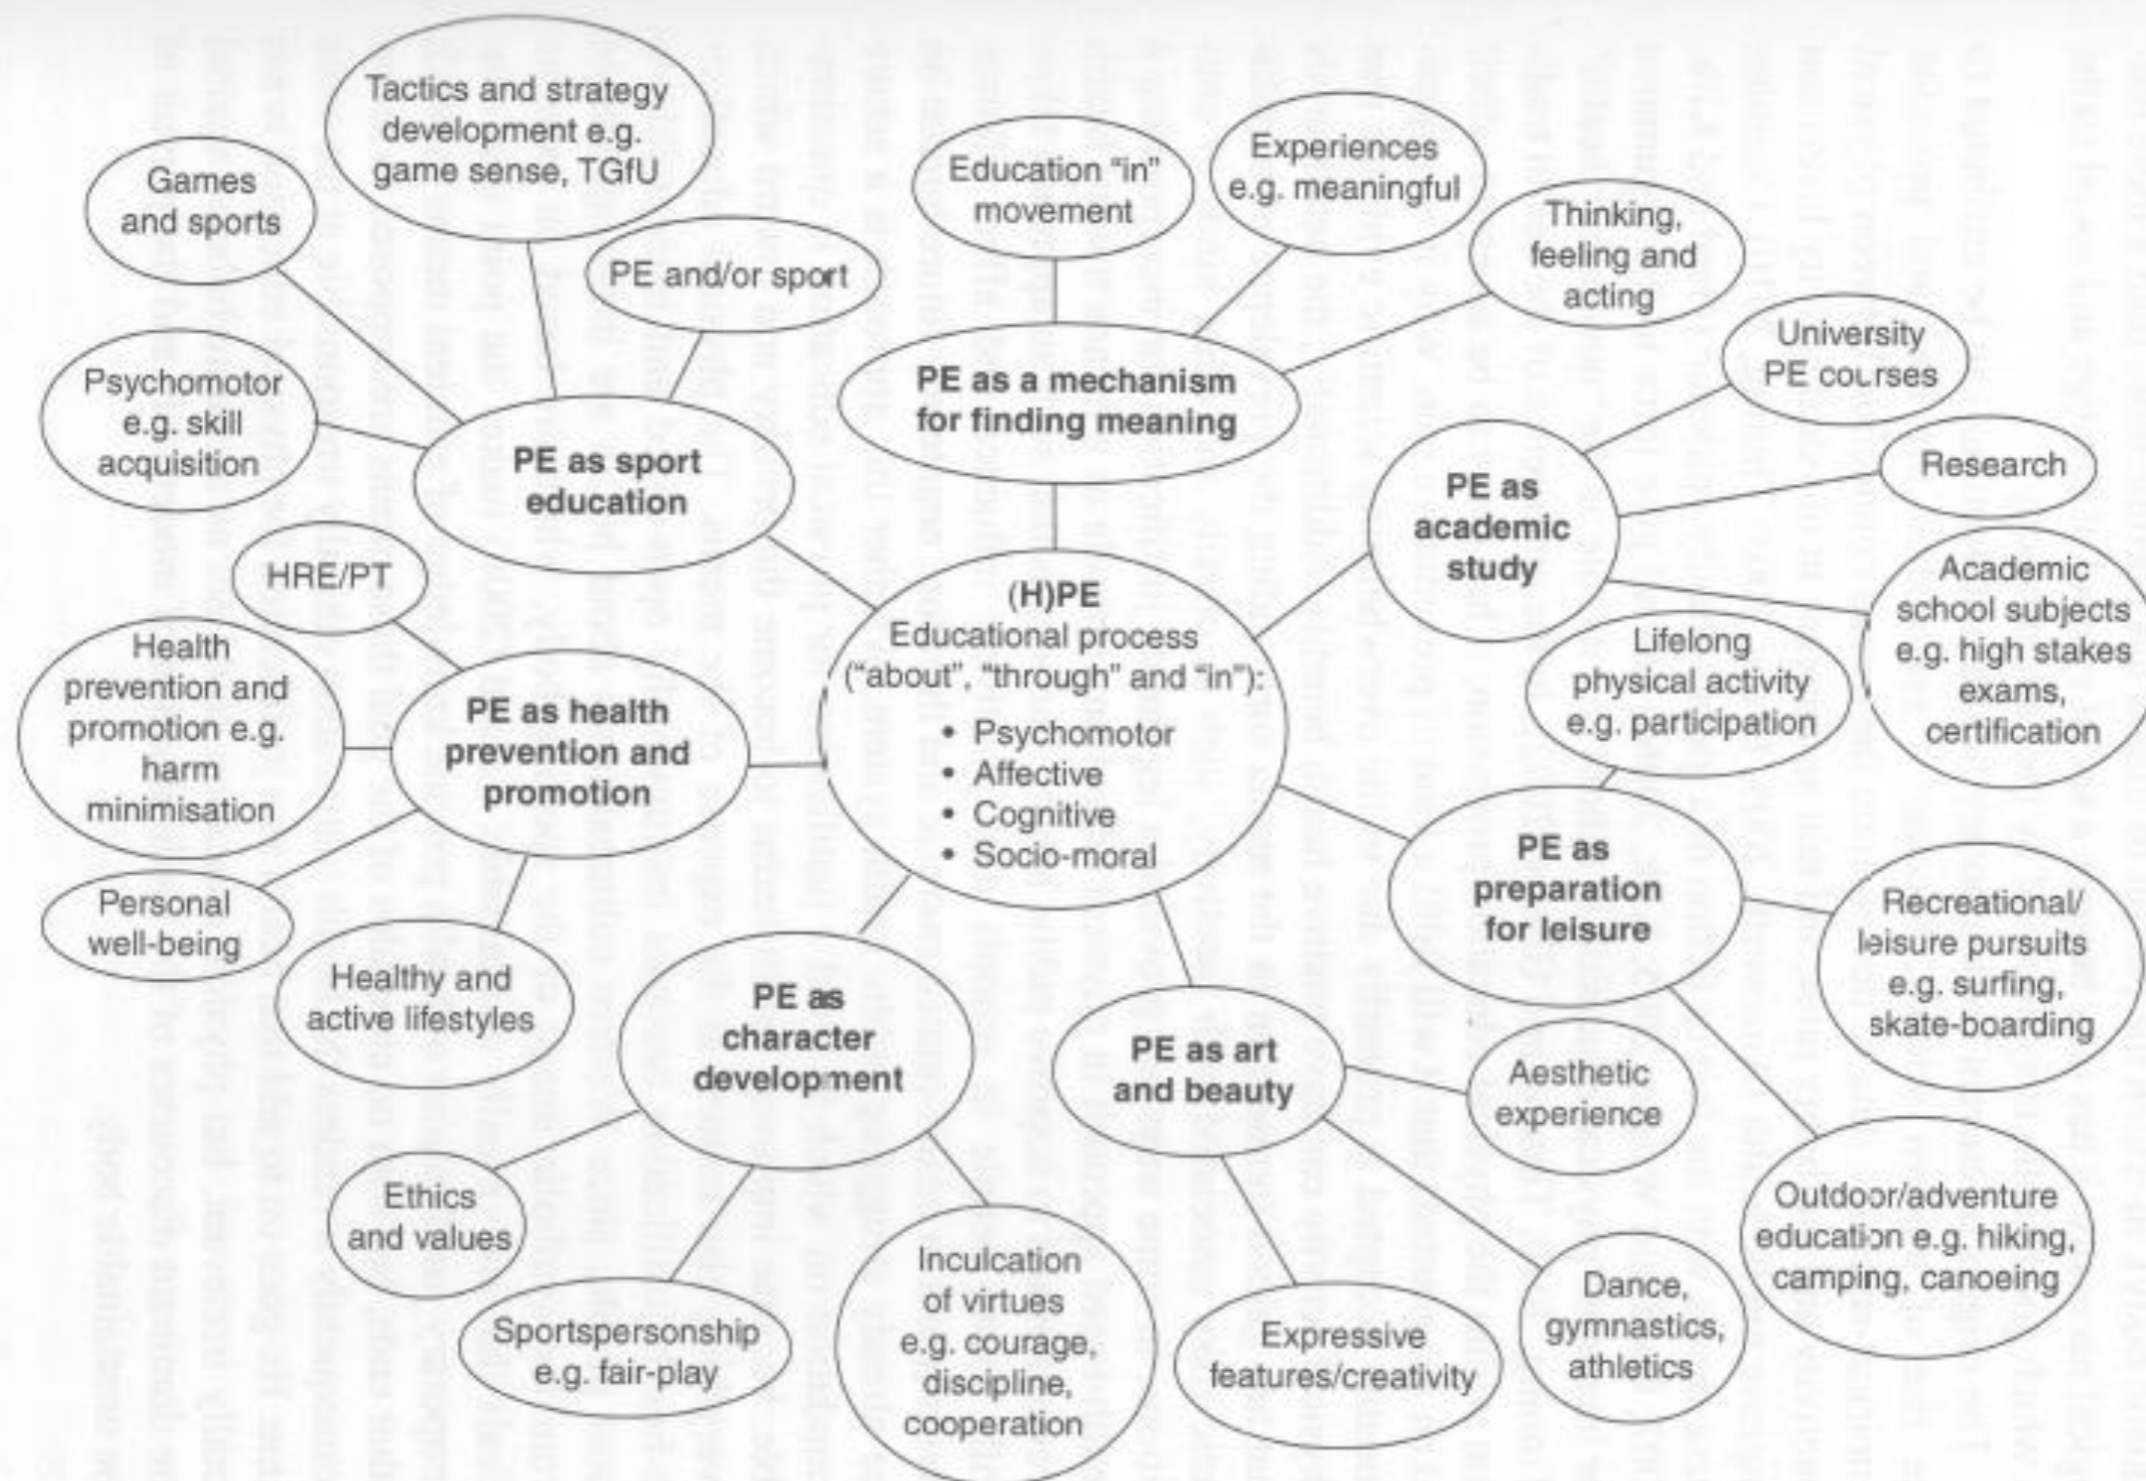 Tactics and strategy
development e.g.
game sense, TGfU
Games
and sports
PE and/or sport
Psychomotor
e.g. skill
acquisition
PE as sport
education
Education “in”
movement
Experiences
e.g. meaningful
Thinking,
feeling and
acting
PE as a mechanism
for finding meaning
University
PE courses
Research
PE as
academic
study
Academic
school subjects
e.g. high stakes
exams,
certification
HRE/PT
Health
prevention and
promotion e.g.
harm
minimisation
PE as health
prevention and
promotion
Personal
well-being
Healthy and
active lifestyles
(H)PE
Educational process
(“about”, “through” and “in”):
• Psychomotor
• Affective
• Cognitive
• Socio-moral
Lifelong
physical activity
e.g. participation
PE as
preparation
for leisure
Recreational/
leisure pursuits
e.g. surfing,
skate-boarding
Outdoor/adventure
education e.g. hiking,
camping, canoeing
PE as
character
development
Ethics
and values
Sportspersonship
e.g. fair-play
Inculcation
of virtues
e.g. courage,
discipline,
cooperation
PE as art
and beauty
Aesthetic
experience
Expressive
features/creativity
Dance,
gymnastics,
athletics